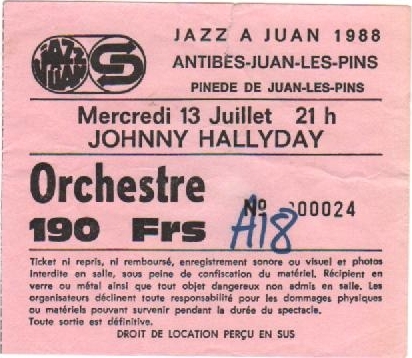 JAZZ A JUAN 1988
JAZZ JUAN
ANTIBES-JUAN-LES-PINS
PINEDE DE JUAN-LES-PINS
Mercredi 13 Juillet 21 h
JOHNNY HALLYDAY
Orchestre
Nº 000024
190 Frs
A18
Ticket ni repris, ni remboursé, enregistrement sonore ou visuel et photos
interdite en salle, sous peine de confiscation du matériel. Récipient en
verre ou métal ainsi que tout objet dangereux non admis en salle. Les
organisateurs déclinent toute responsabilité pour les dommages physiques
ou matériels pouvant survenir pendant la durée du spectacle.
Toute sortie est définitive.
DROIT DE LOCATION PERÇU EN SUS